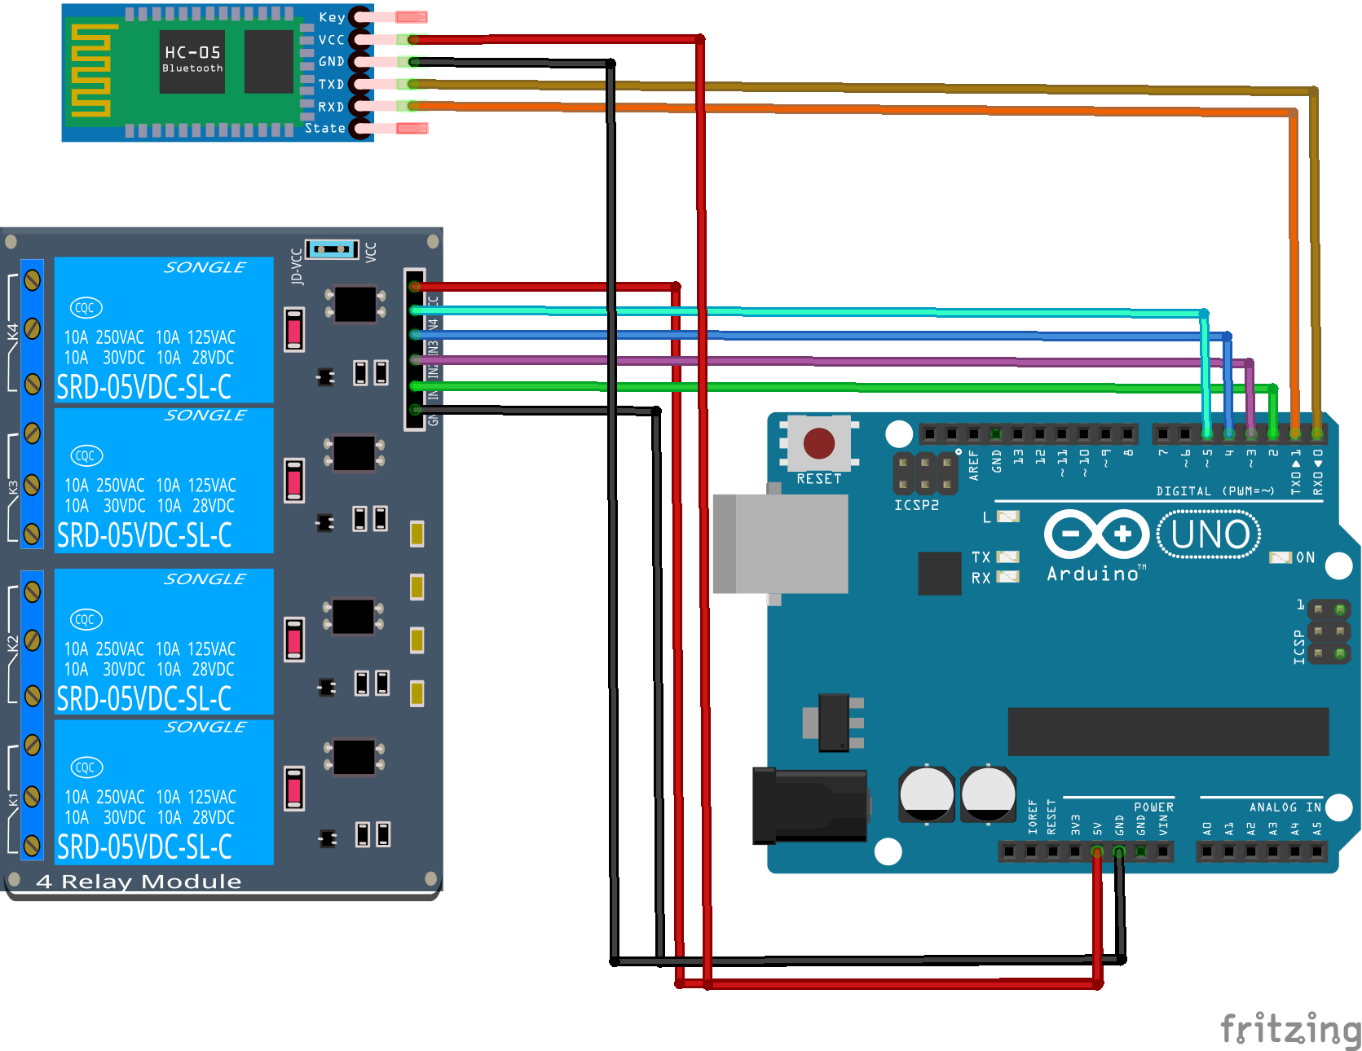 Key
VCC
GND
TXD
RXD
State
HC-05
Bluetooth
JD-VCC
VCC
K4
SONGLE
CQC
10A 250VAC 10A 125VAC
10A 30VDC 10A 28VDC
SRD-05VDC-SL-C
K3
SONGLE
CQC
10A 250VAC 10A 125VAC
10A 30VDC 10A 28VDC
SRD-05VDC-SL-C
K2
SONGLE
CQC
10A 250VAC 10A 125VAC
10A 30VDC 10A 28VDC
SRD-05VDC-SL-C
K1
SONGLE
CQC
10A 250VAC 10A 125VAC
10A 30VDC 10A 28VDC
SRD-05VDC-SL-C
4 Relay Module
IN3
IN2
RESET
ICSP2
AREF
GND
13
12
~11
~10
~9
8
7
~6
~5
4
~3
2
TX0▶1
RX0◀0
DIGITAL (PWM=~)
L
TX
RX
UNO
Arduino™
ON
1
ICSP
IOREF
RESET
3V3
5V
GND
GND
VIN
POWER
ANALOG IN
A0
A1
A2
A3
A4
A5
fritzing